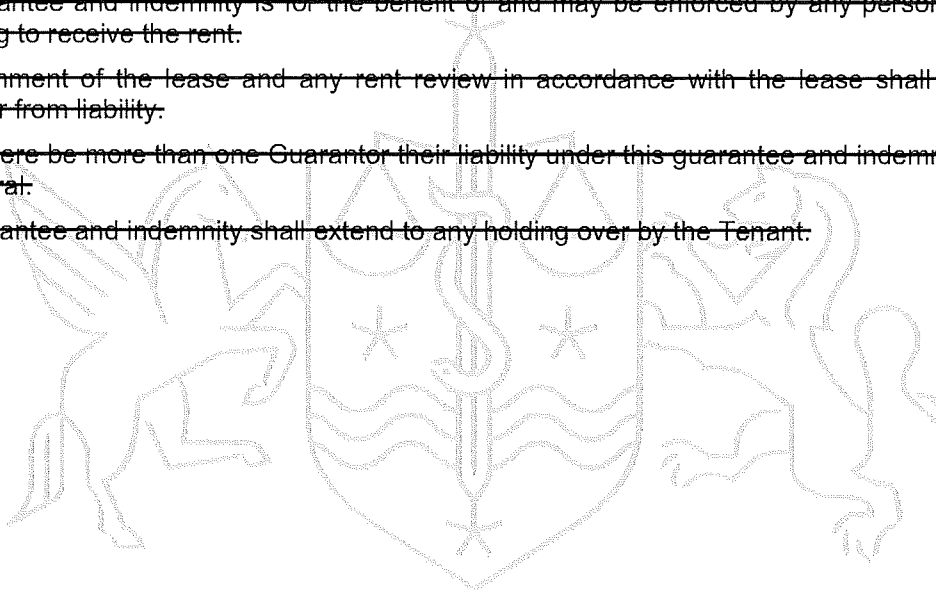 antee and indemnity is for the benefit of and may be enforced by any person
g to receive the rent.
nment of the lease and any rent review in accordance with the lease shall
r from liability.
ere be more than one Guarantor their liability under this guarantee and indemn
ral.
antee and indemnity shall extend to any holding over by the Tenant.